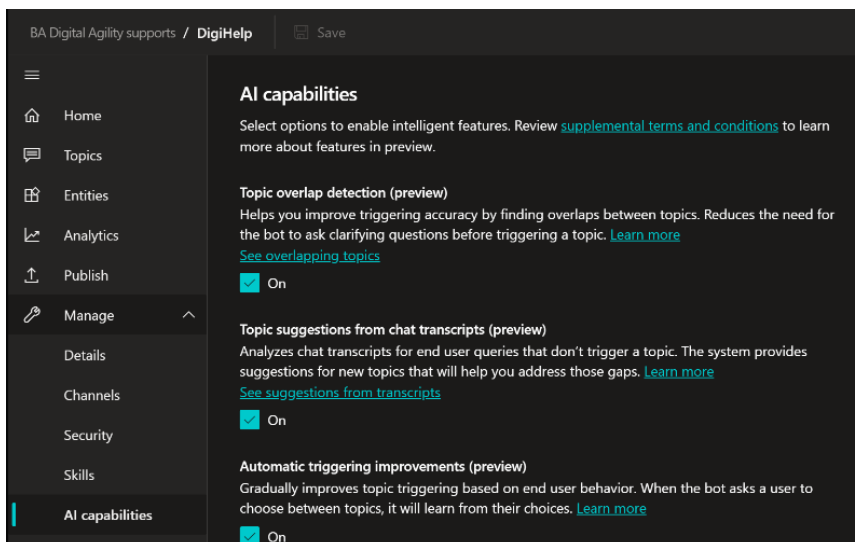 BA Digital Agility supports / DigiHelp
Save
Home
Topics
Entities
Analytics
Publish
Manage
Details
Channels
Security
Skills
AI capabilities
AI capabilities
Select options to enable intelligent features. Review supplemental terms and conditions to learn
more about features in preview.
Topic overlap detection (preview)
Helps you improve triggering accuracy by finding overlaps between topics. Reduces the need for
the bot to ask clarifying questions before triggering a topic. Learn more
See overlapping topics
On
Topic suggestions from chat transcripts (preview)
Analyzes chat transcripts for end user queries that don't trigger a topic. The system provides
suggestions for new topics that will help you address those gaps. Learn more
See suggestions from transcripts
On
Automatic triggering improvements (preview)
Gradually improves topic triggering based on end user behavior. When the bot asks a user to
choose between topics, it will learn from their choices. Learn more
On